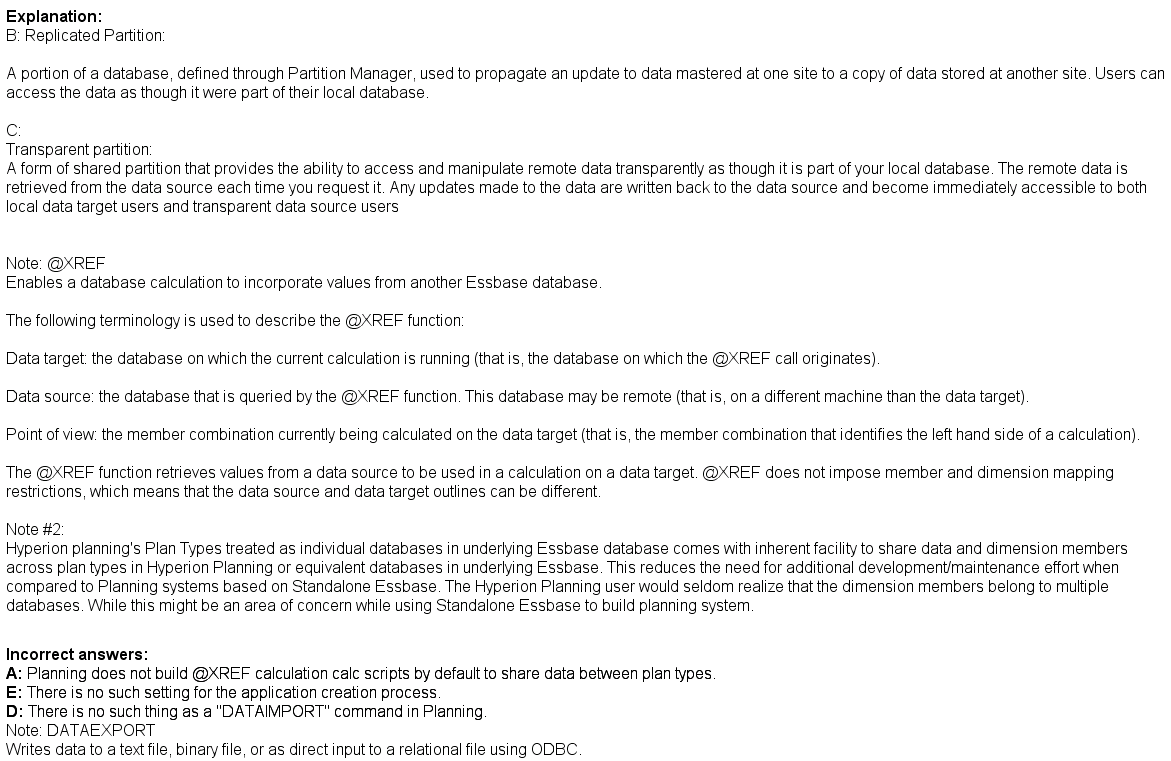 Explanation:
B: Replicated Partition:
A portion of a database, defined through Partition Manager, used to propagate an update to data mastered at one site to a copy of data stored at another site. Users can
access the data as though it were part of their local database.
C:
Transparent partition:
A form of shared partition that provides the ability to access and manipulate remote data transparently as though it is part of your local database. The remote data is
retrieved from the data source each time you request it. Any updates made to the data are written back to the data source and become immediately accessible to both
local data target users and transparent data source users
Note: @XREF
Enables a database calculation to incorporate values from another Essbase database.
The following terminology is used to describe the @XREF function:
Data target: the database on which the current calculation is running (that is, the database on which the @XREF call originates).
Data source: the database that is queried by the @XREF function. This database may be remote (that is, on a different machine than the data target).
Point of view: the member combination currently being calculated on the data target (that is, the member combination that identifies the left hand side of a calculation).
The @XREF function retrieves values from a data source to be used in a calculation on a data target. @XREF does not impose member and dimension mapping
restrictions, which means that the data source and data target outlines can be different.
Note #2:
Hyperion planning's Plan Types treated as individual databases in underlying Essbase database comes with inherent facility to share data and dimension members
across plan types in Hyperion Planning or equivalent databases in underlying Essbase. This reduces the need for additional development/maintenance effort when
compared to Planning systems based on Standalone Essbase. The Hyperion Planning user would seldom realize that the dimension members belong to multiple
databases. While this might be an area of concern while using Standalone Essbase to build planning system.
Incorrect answers:
A: Planning does not build @XREF calculation calc scripts by default to share data between plan types.
E: There is no such setting for the application creation process.
D: There is no such thing as a "DATAIMPORT" command in Planning.
Note: DATAEXPORT
Writes data to a text file, binary file, or as direct input to a relational file using ODBC.